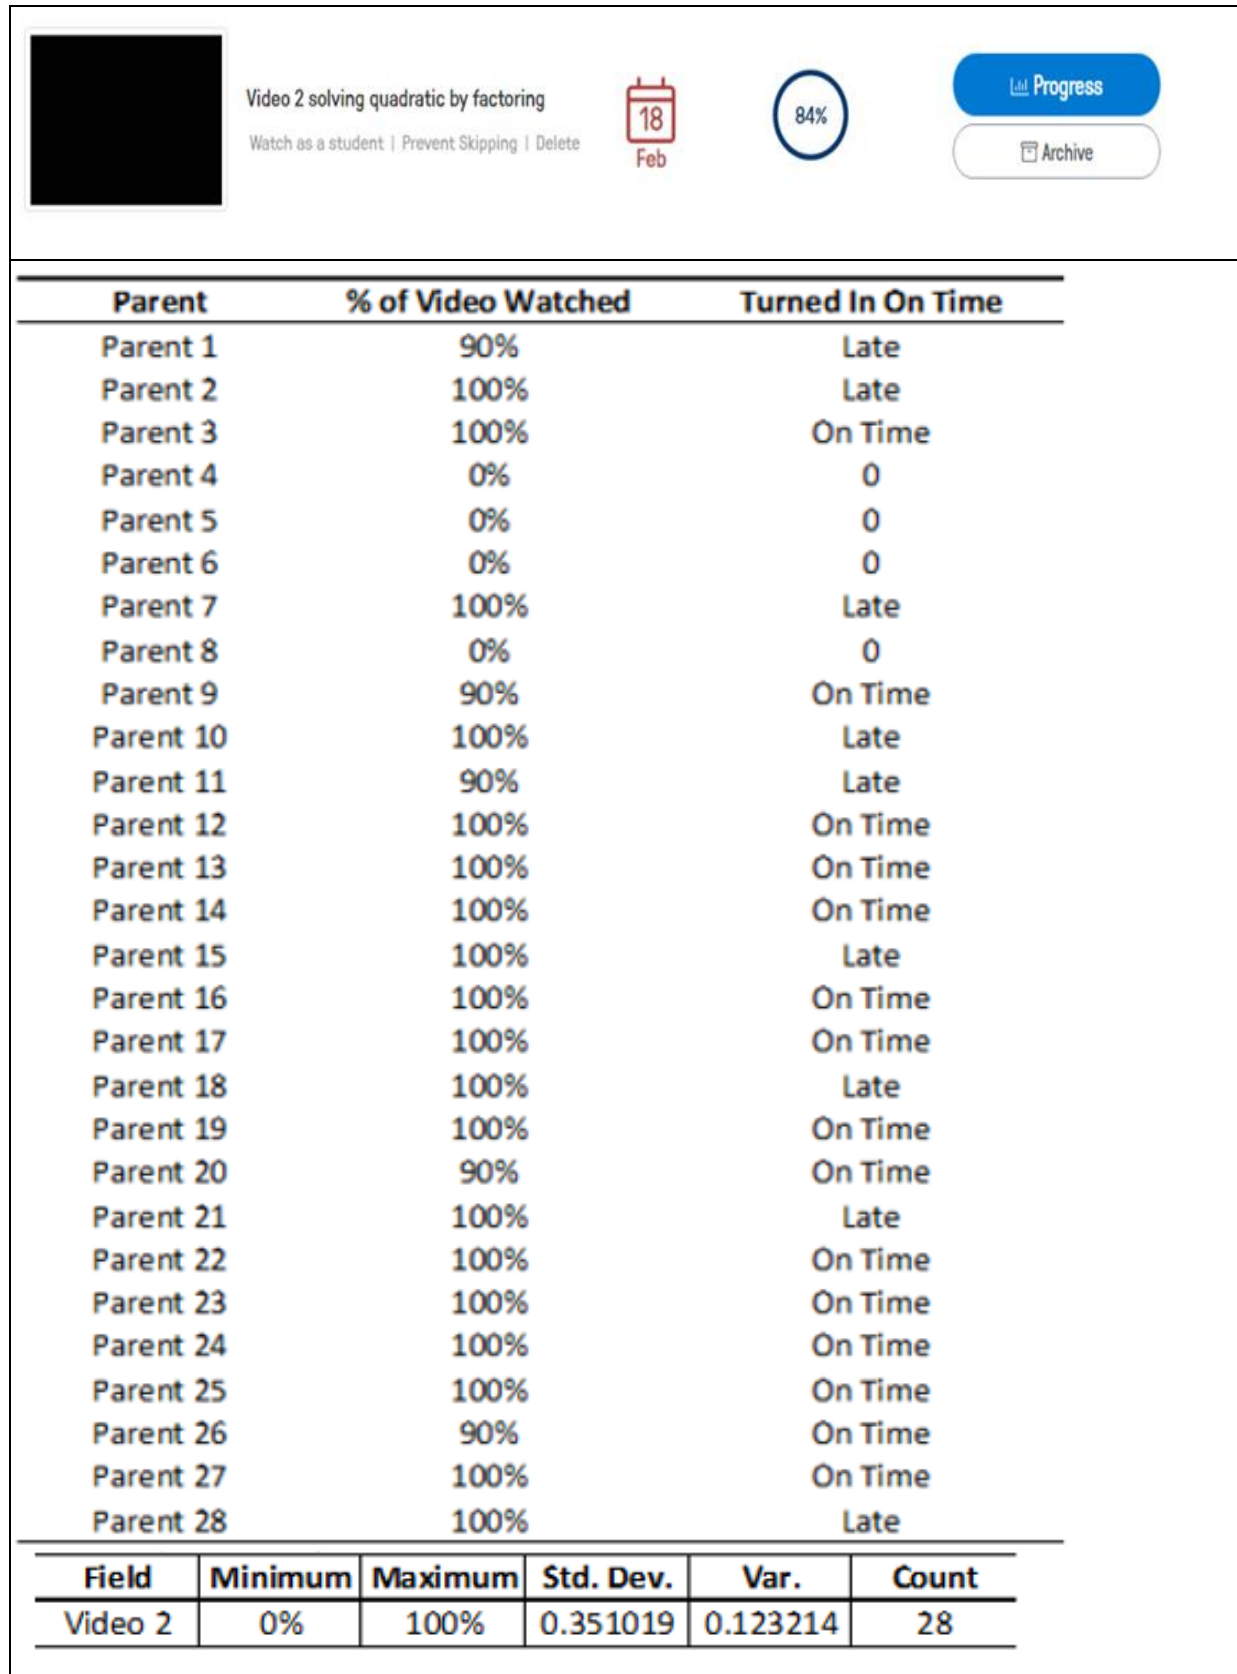 Video 2 solving quadratic by factoring
Watch as a student | Prevent Skipping | Delete
18
Feb
84%
Progress
Archive
Parent % of Video Watched Turned In On Time
Parent 1 90% Late
Parent 2 100% Late
Parent 3 100% On Time
Parent 4 0% 0
Parent 5 0% 0
Parent 6 0% 0
Parent 7 100% Late
Parent 8 0% 0
Parent 9 90% On Time
Parent 10 100% Late
Parent 11 90% Late
Parent 12 100% On Time
Parent 13 100% On Time
Parent 14 100% On Time
Parent 15 100% Late
Parent 16 100% On Time
Parent 17 100% On Time
Parent 18 100% Late
Parent 19 100% On Time
Parent 20 90% On Time
Parent 21 100% Late
Parent 22 100% On Time
Parent 23 100% On Time
Parent 24 100% On Time
Parent 25 100% On Time
Parent 26 90% On Time
Parent 27 100% On Time
Parent 28 100% Late
Field Minimum Maximum Std. Dev. Var. Count
Video 2 0% 100% 0.351019 0.123214 28